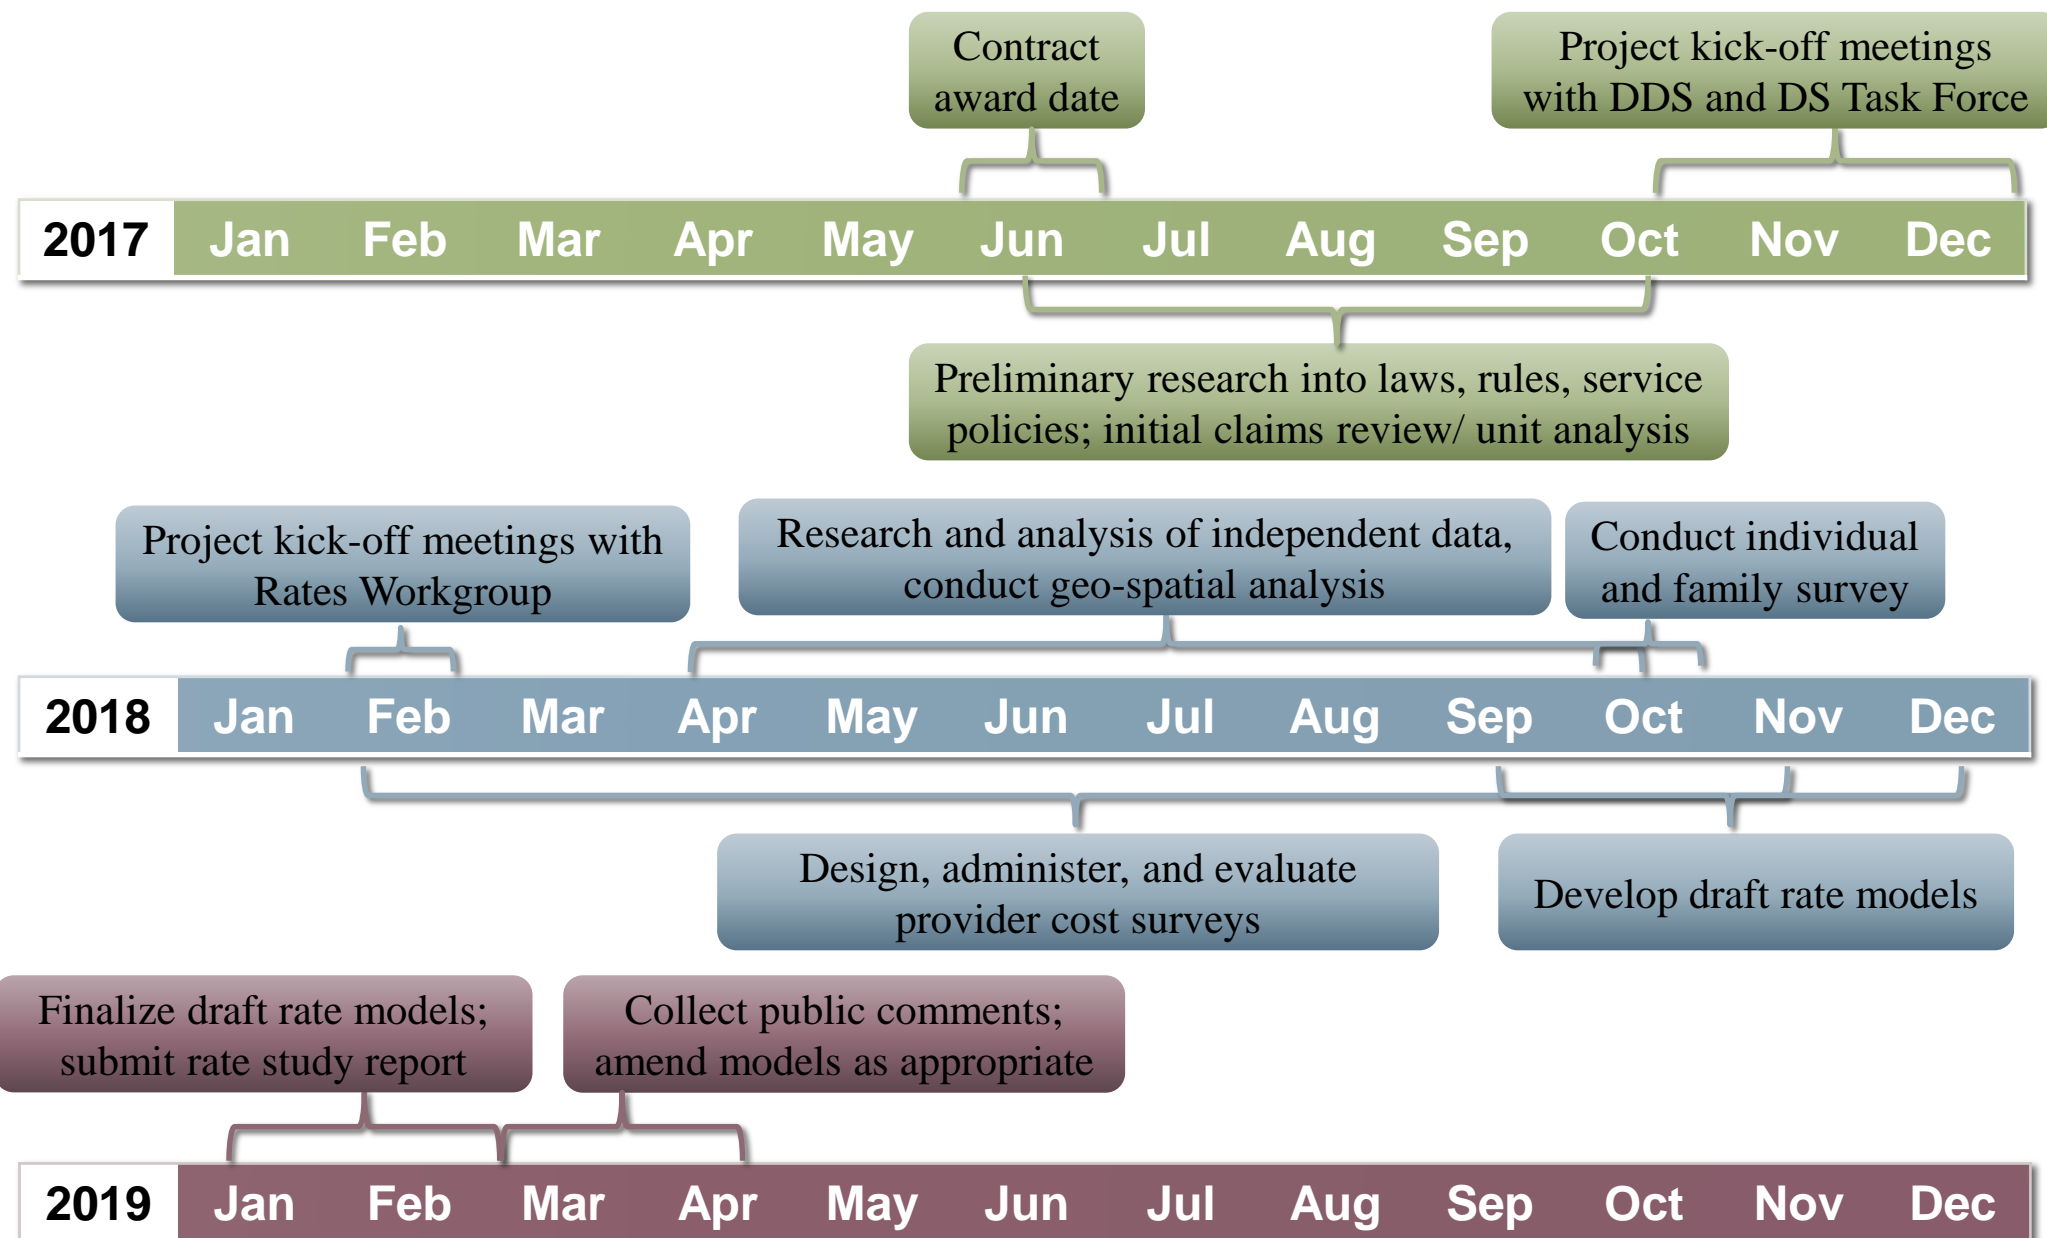 Contract
award date
Project kick-off meetings
with DDS and DS Task Force
2017 Jan Feb Mar Apr May Jun Jul Aug Sep Oct Nov Dec
Preliminary research into laws, rules, service
policies; initial claims review/ unit analysis
Project kick-off meetings with
Rates Workgroup
Research and analysis of independent data,
conduct geo-spatial analysis
Conduct individual
and family survey
2018 Jan Feb Mar Apr May Jun Jul Aug Sep Oct Nov Dec
Design, administer, and evaluate
provider cost surveys
Develop draft rate models
Finalize draft rate models;
submit rate study report
Collect public comments;
amend models as appropriate
2019 Jan Feb Mar Apr May Jun Jul Aug Sep Oct Nov Dec